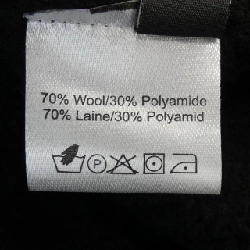 70% Wool/30% Polyamide
70% Laine/30% Polyamid
P